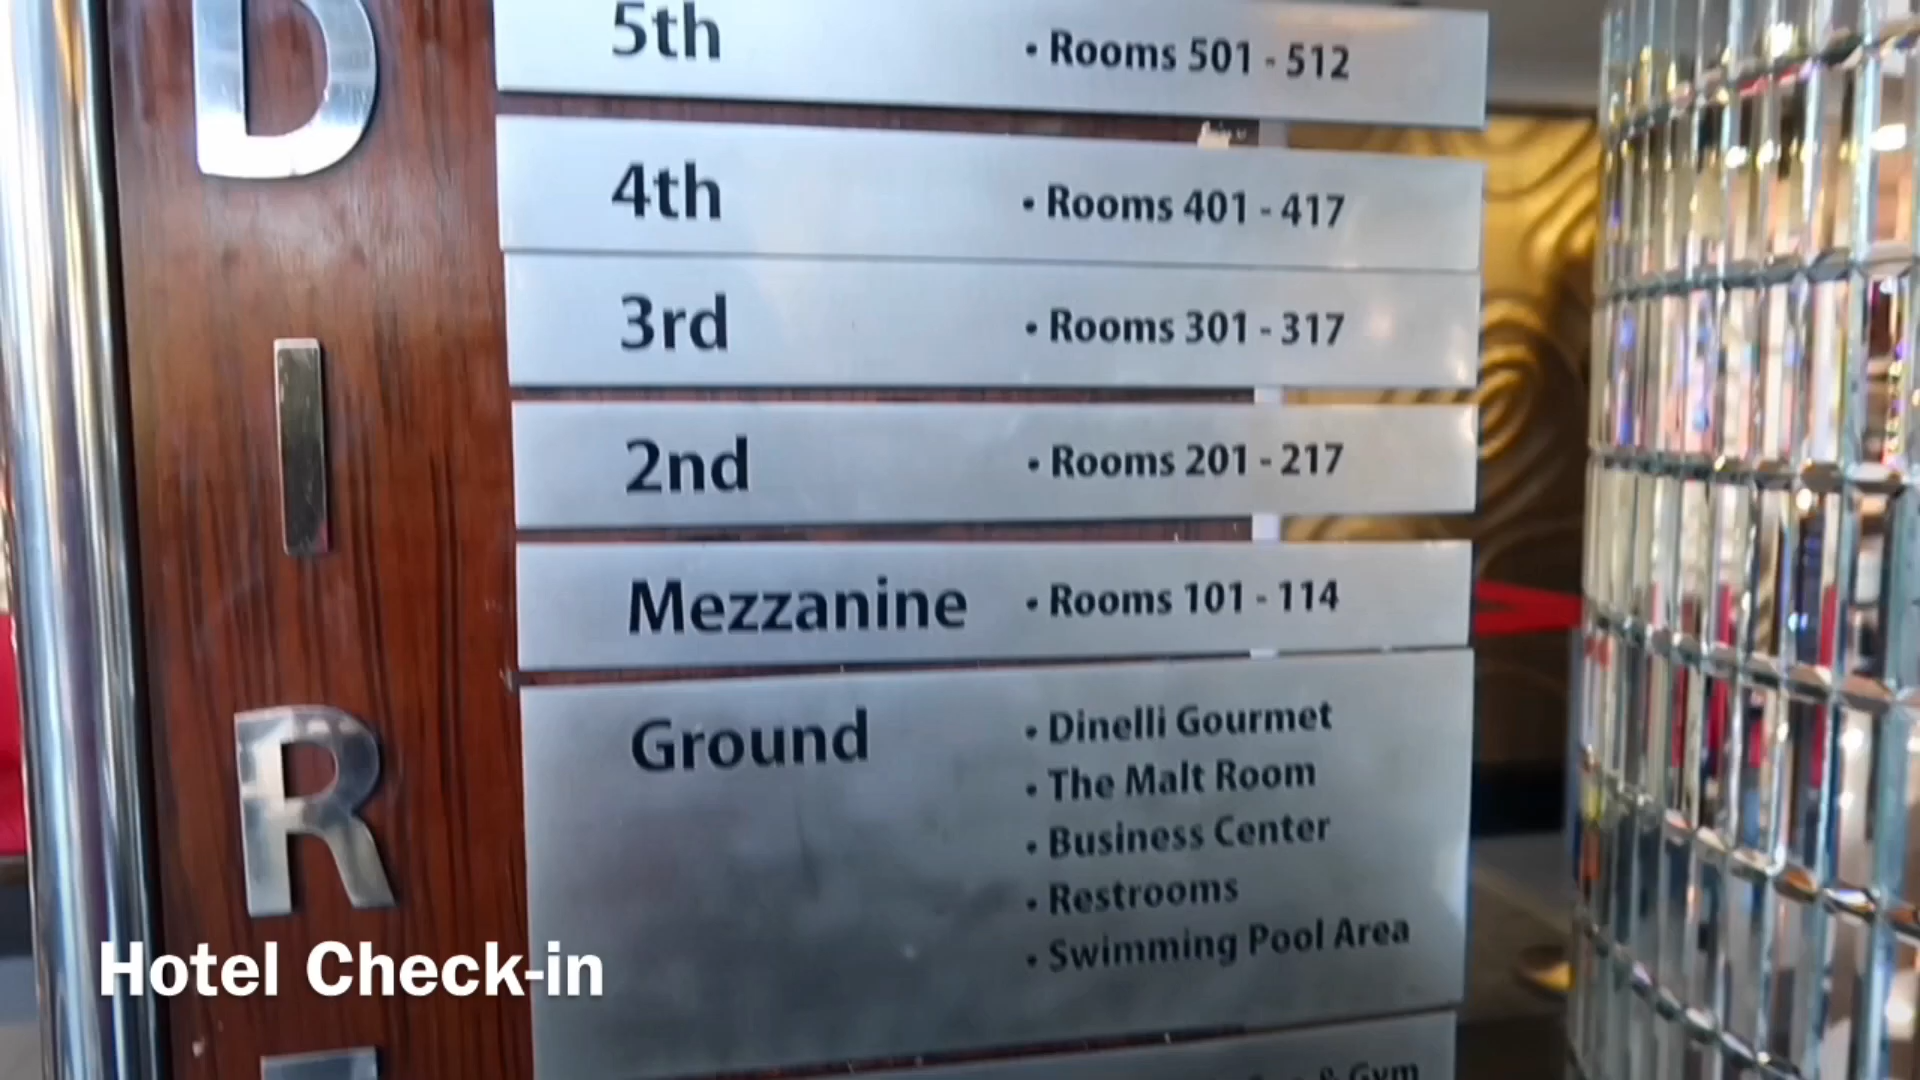 D
I
R
5th • Rooms 501 - 512
4th • Rooms 401 - 417
3rd • Rooms 301 - 317
2nd • Rooms 201 - 217
Mezzanine • Rooms 101 - 114
Ground • Dinelli Gourmet
• The Malt Room
• Business Center
• Restrooms
• Swimming Pool Area
& Gym
Hotel Check-in